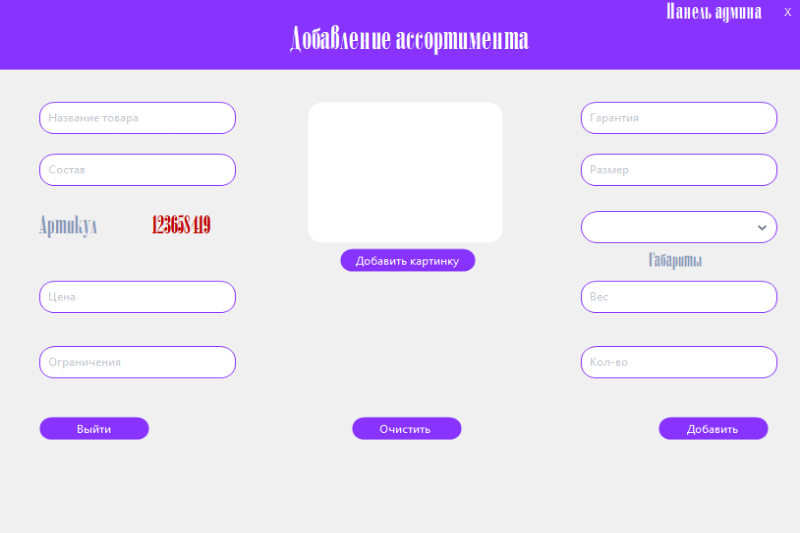 Панель админа
X
Добавление ассортимента
Название товара
Гарантия
Состав
Размер
Артикул 123658419
Добавить картинку
Габариты
Цена
Вес
Ограничения
Кол-во
Выйти
Очистить
Добавить